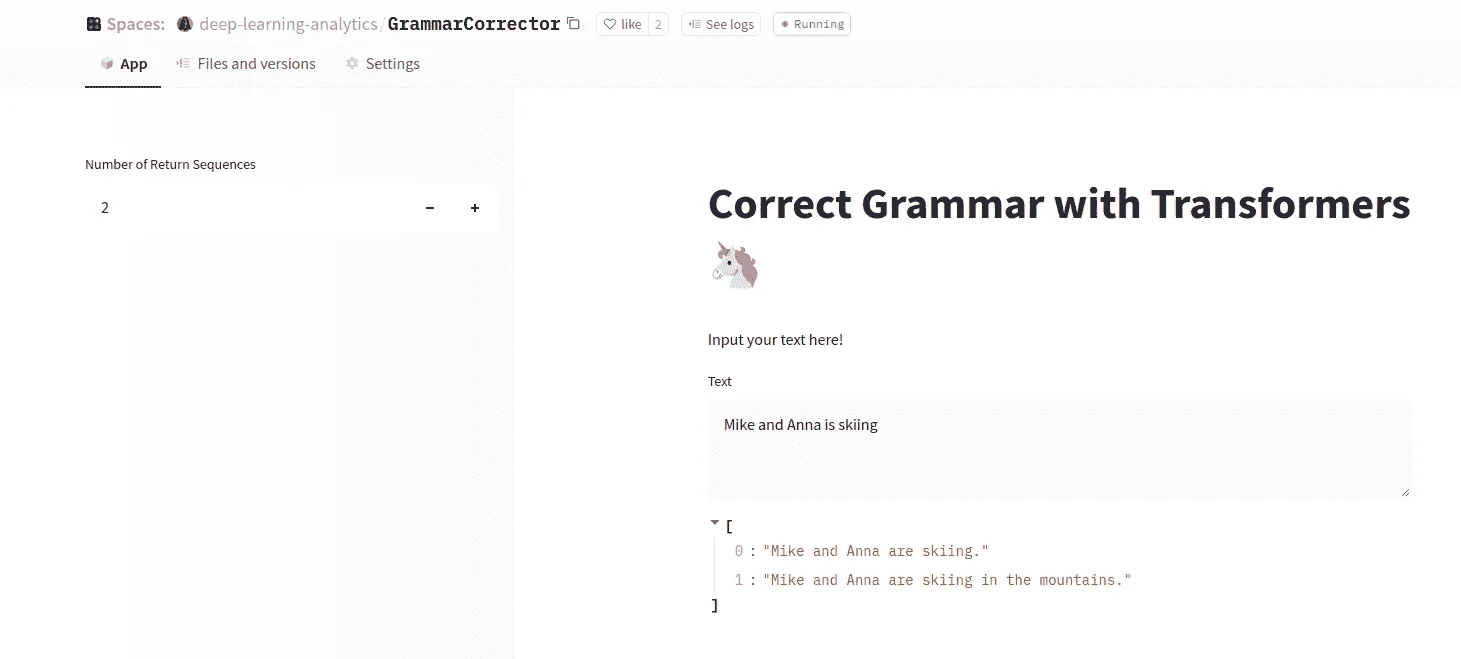 Spaces: deep-learning-analytics/GrammarCorrector like 2 See logs Running
App Files and versions Settings
Number of Return Sequences
2 − +
Correct Grammar with Transformers
Input your text here!
Text
Mike and Anna is skiing
[
0 : "Mike and Anna are skiing."
1 : "Mike and Anna are skiing in the mountains."
]